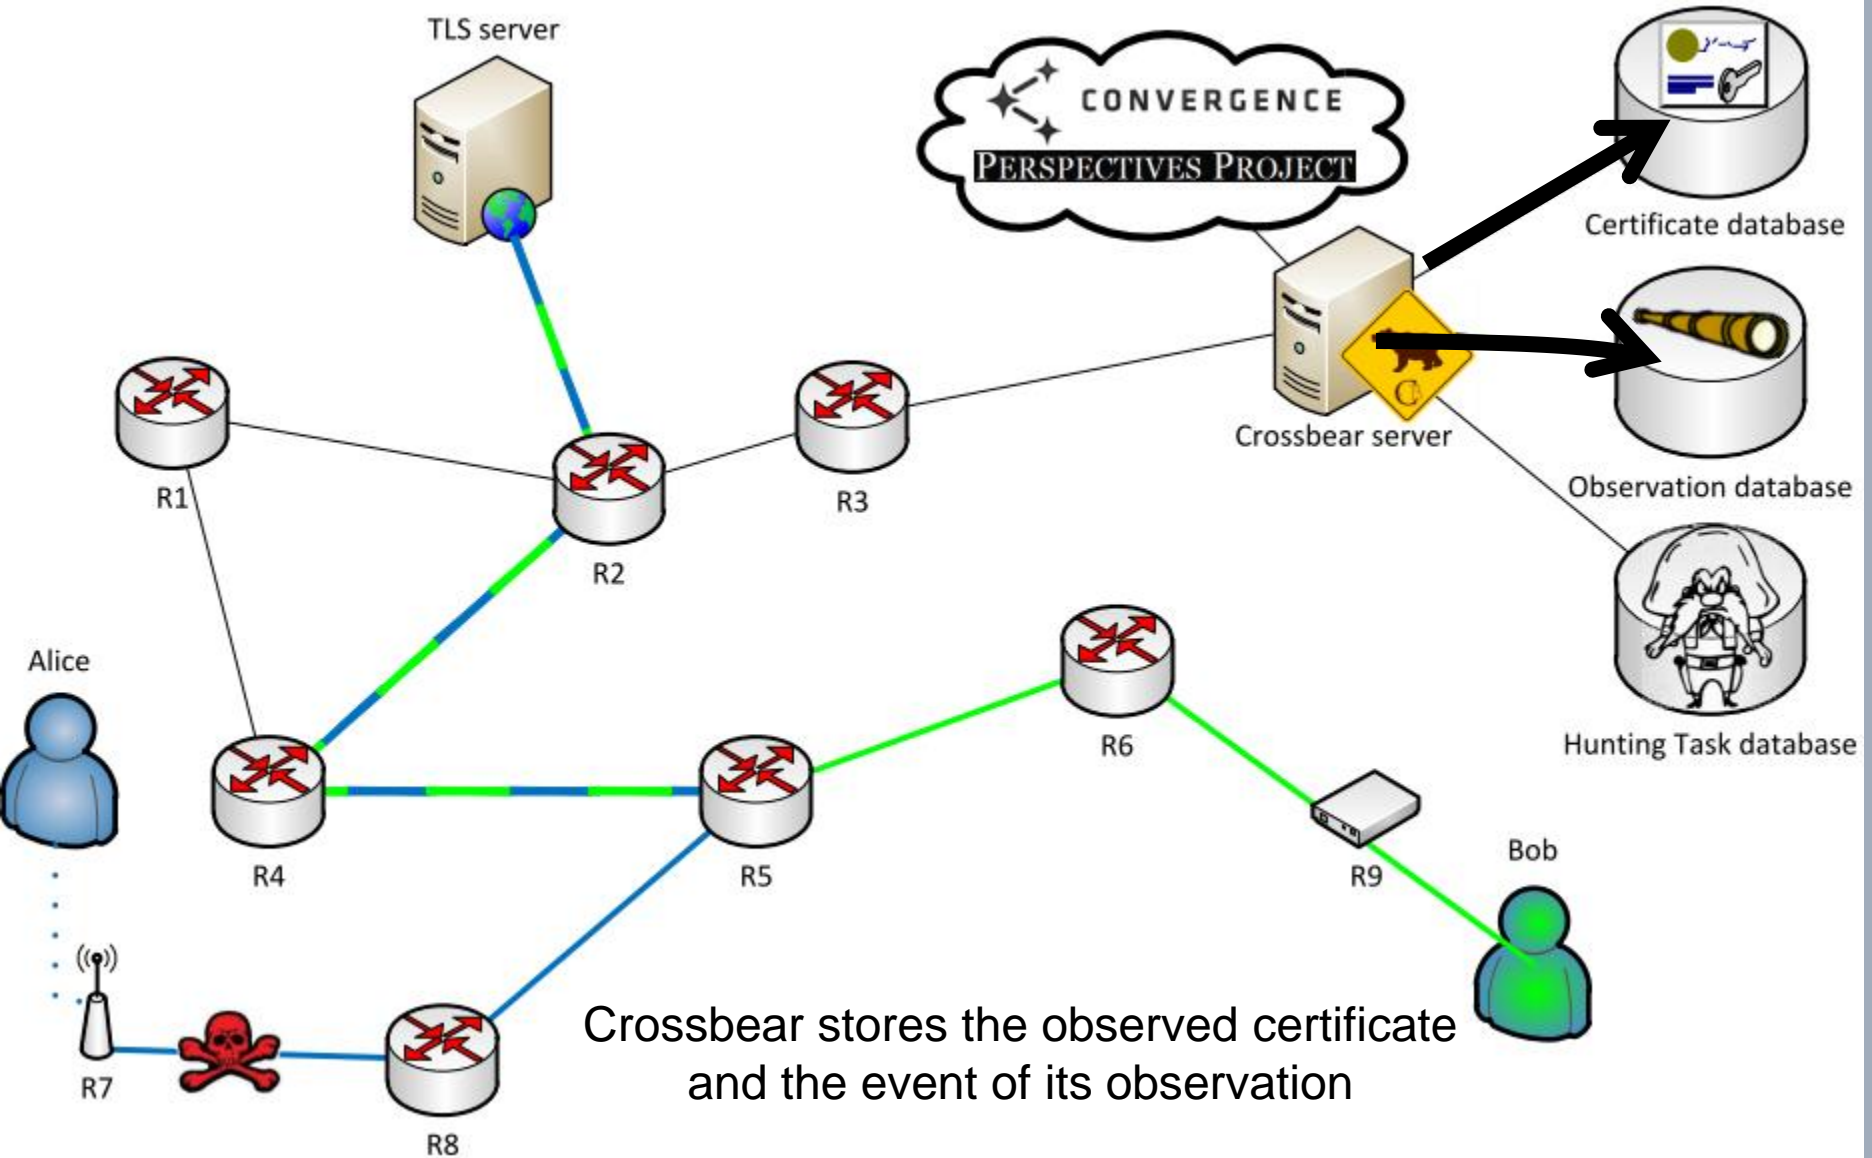 TLS server
CONVERGENCE
PERSPECTIVES PROJECT
Certificate database
Crossbear server
Observation database
R1
R3
R2
Alice
R6
Hunting Task database
R4
R5
R9
Bob
Crossbear stores the observed certificate
and the event of its observation
R7
R8